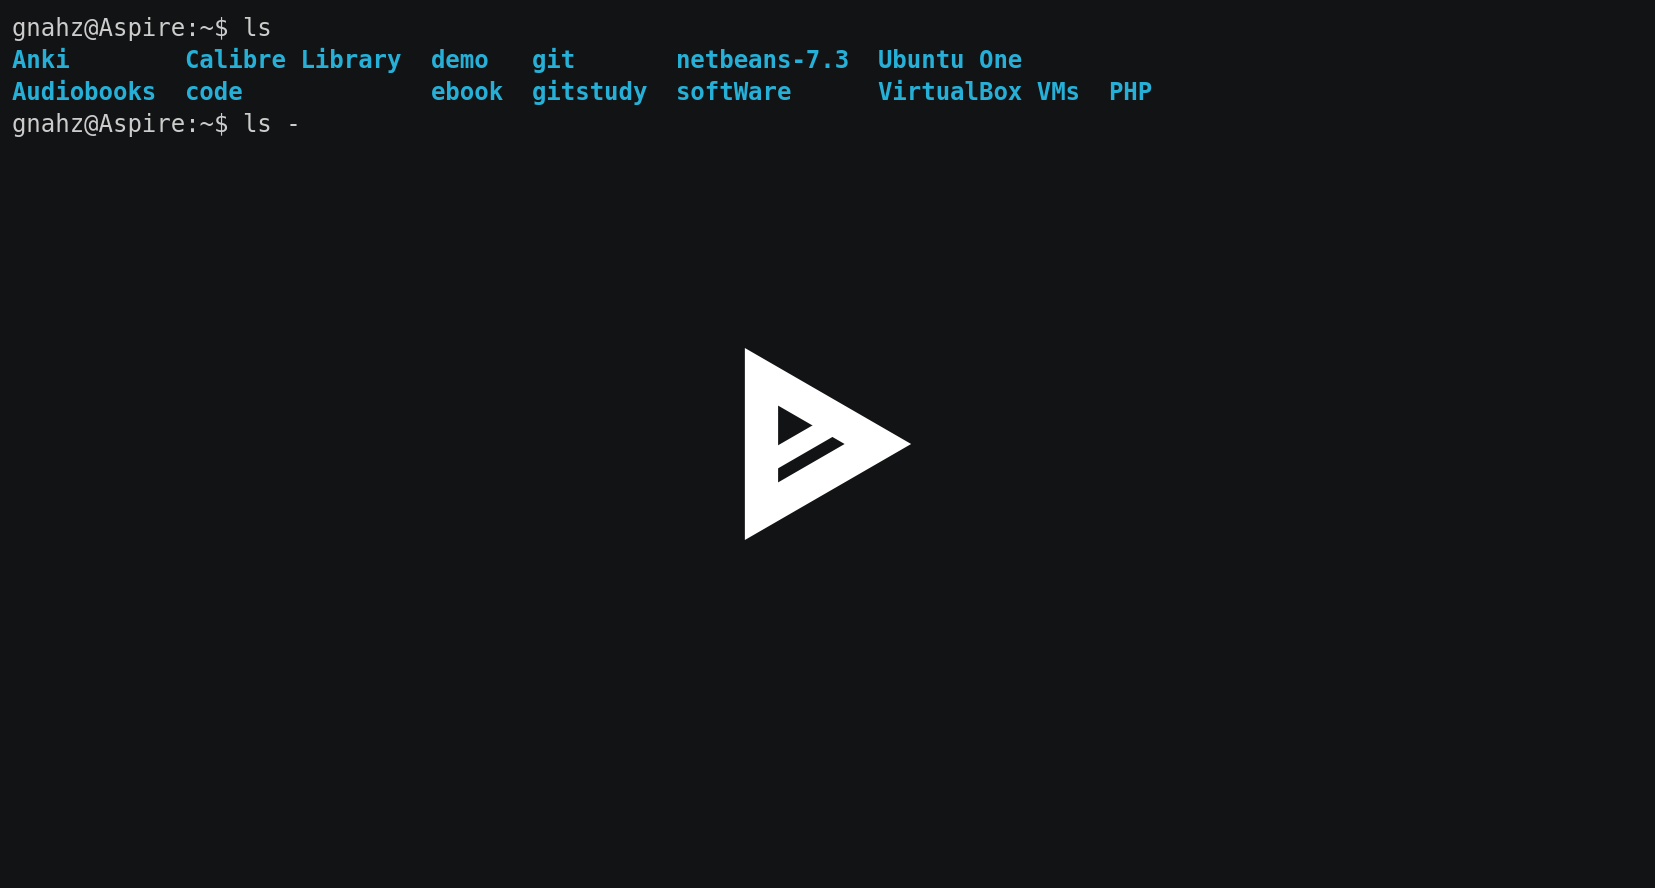 gnahz@Aspire:~$ ls
Anki        Calibre Library  demo   git       netbeans-7.3  Ubuntu One
Audiobooks  code             ebook  gitstudy  softWare      VirtualBox VMs  PHP
gnahz@Aspire:~$ ls -